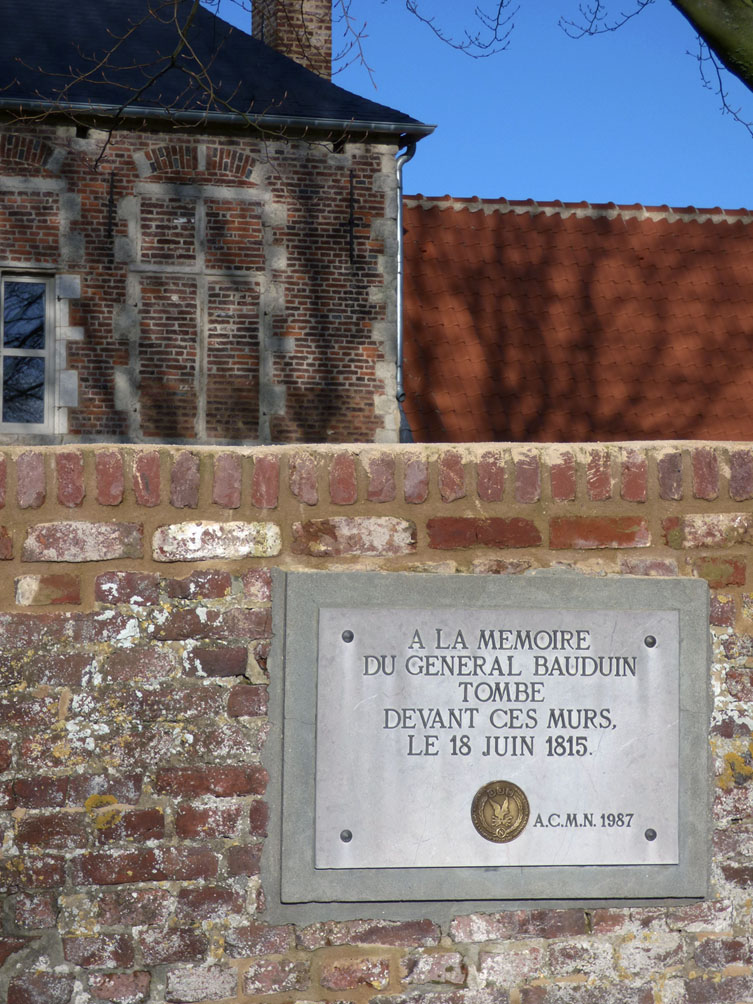 A LA MEMOIRE
DU GENERAL BAUDUIN
TOMBE
DEVANT CES MURS,
LE 18 JUIN 1815.
A.C.M.N. 1987